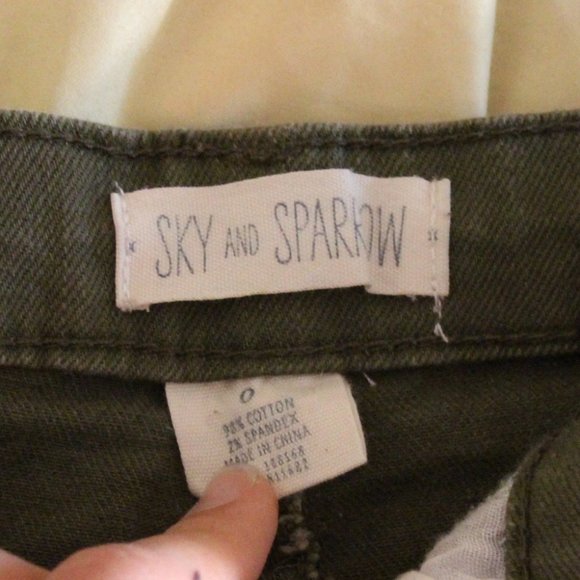 SKY AND SPARROW
0
98% COTTON
2% SPANDEX
MADE IN CHINA